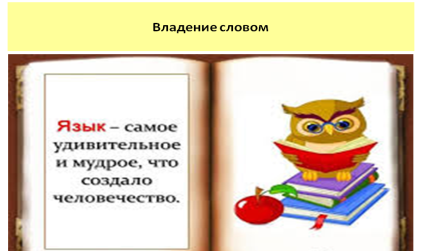 Владение словом
Язык – самое
удивительное
и мудрое, что
создало
человечество.